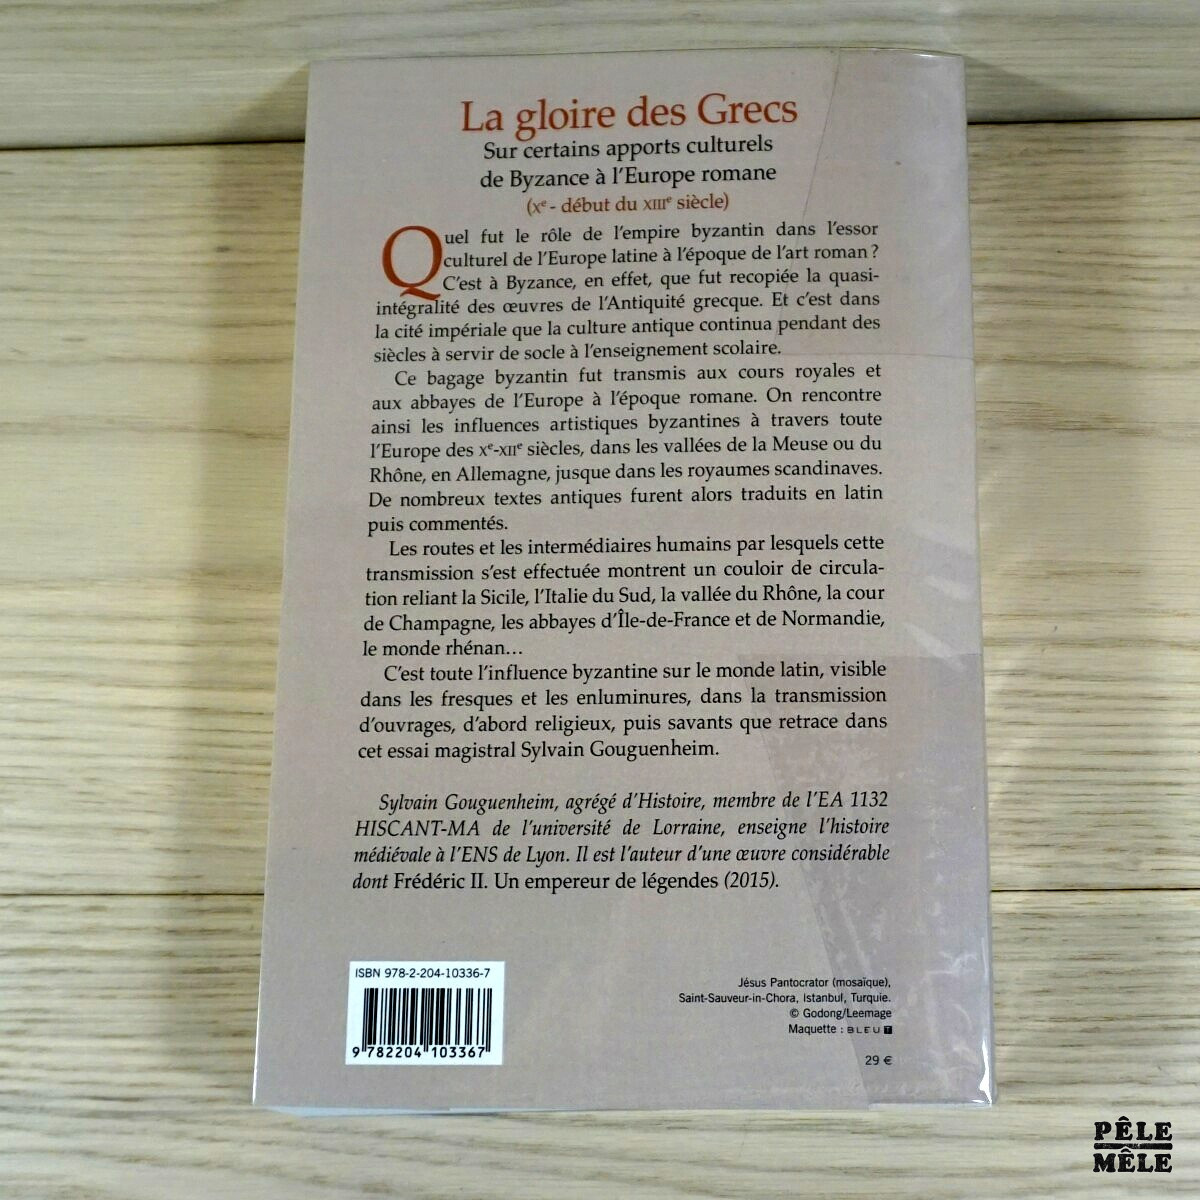 La gloire des Grecs
Sur certains apports culturels
de Byzance à l'Europe romane
(Xe - début du XIIIe siècle)
Quel fut le rôle de l'empire byzantin dans l'essor
culturel de l'Europe latine à l'époque de l'art roman ?
C'est à Byzance, en effet, que fut recopiée la quasi-
intégralité des œuvres de l'Antiquité grecque. Et c'est dans
la cité impériale que la culture antique continua pendant des
siècles à servir de socle à l'enseignement scolaire.
Ce bagage byzantin fut transmis aux cours royales et
aux abbayes de l'Europe à l'époque romane. On rencontre
ainsi les influences artistiques byzantines à travers toute
l'Europe des Xe-XIIe siècles, dans les vallées de la Meuse ou du
Rhône, en Allemagne, jusque dans les royaumes scandinaves.
De nombreux textes antiques furent alors traduits en latin
puis commentés.
Les routes et les intermédiaires humains par lesquels cette
transmission s'est effectuée montrent un couloir de circula-
tion reliant la Sicile, l'Italie du Sud, la vallée du Rhône, la cour
de Champagne, les abbayes d'Île-de-France et de Normandie,
le monde rhénan…
C'est toute l'influence byzantine sur le monde latin, visible
dans les fresques et les enluminures, dans la transmission
d'ouvrages, d'abord religieux, puis savants que retrace dans
cet essai magistral Sylvain Gouguenheim.
Sylvain Gouguenheim, agrégé d'Histoire, membre de l'EA 1132
HISCANT-MA de l'université de Lorraine, enseigne l'histoire
médiévale à l'ENS de Lyon. Il est l'auteur d'une œuvre considérable
dont Frédéric II. Un empereur de légendes (2015).
ISBN 978-2-204-10336-7
9 782204 103367
Jésus Pantocrator (mosaïque),
Saint-Sauveur-in-Chora, Istanbul, Turquie.
© Godong/Leemage
Maquette : BLEU T
29 €
PÊLE
MÊLE